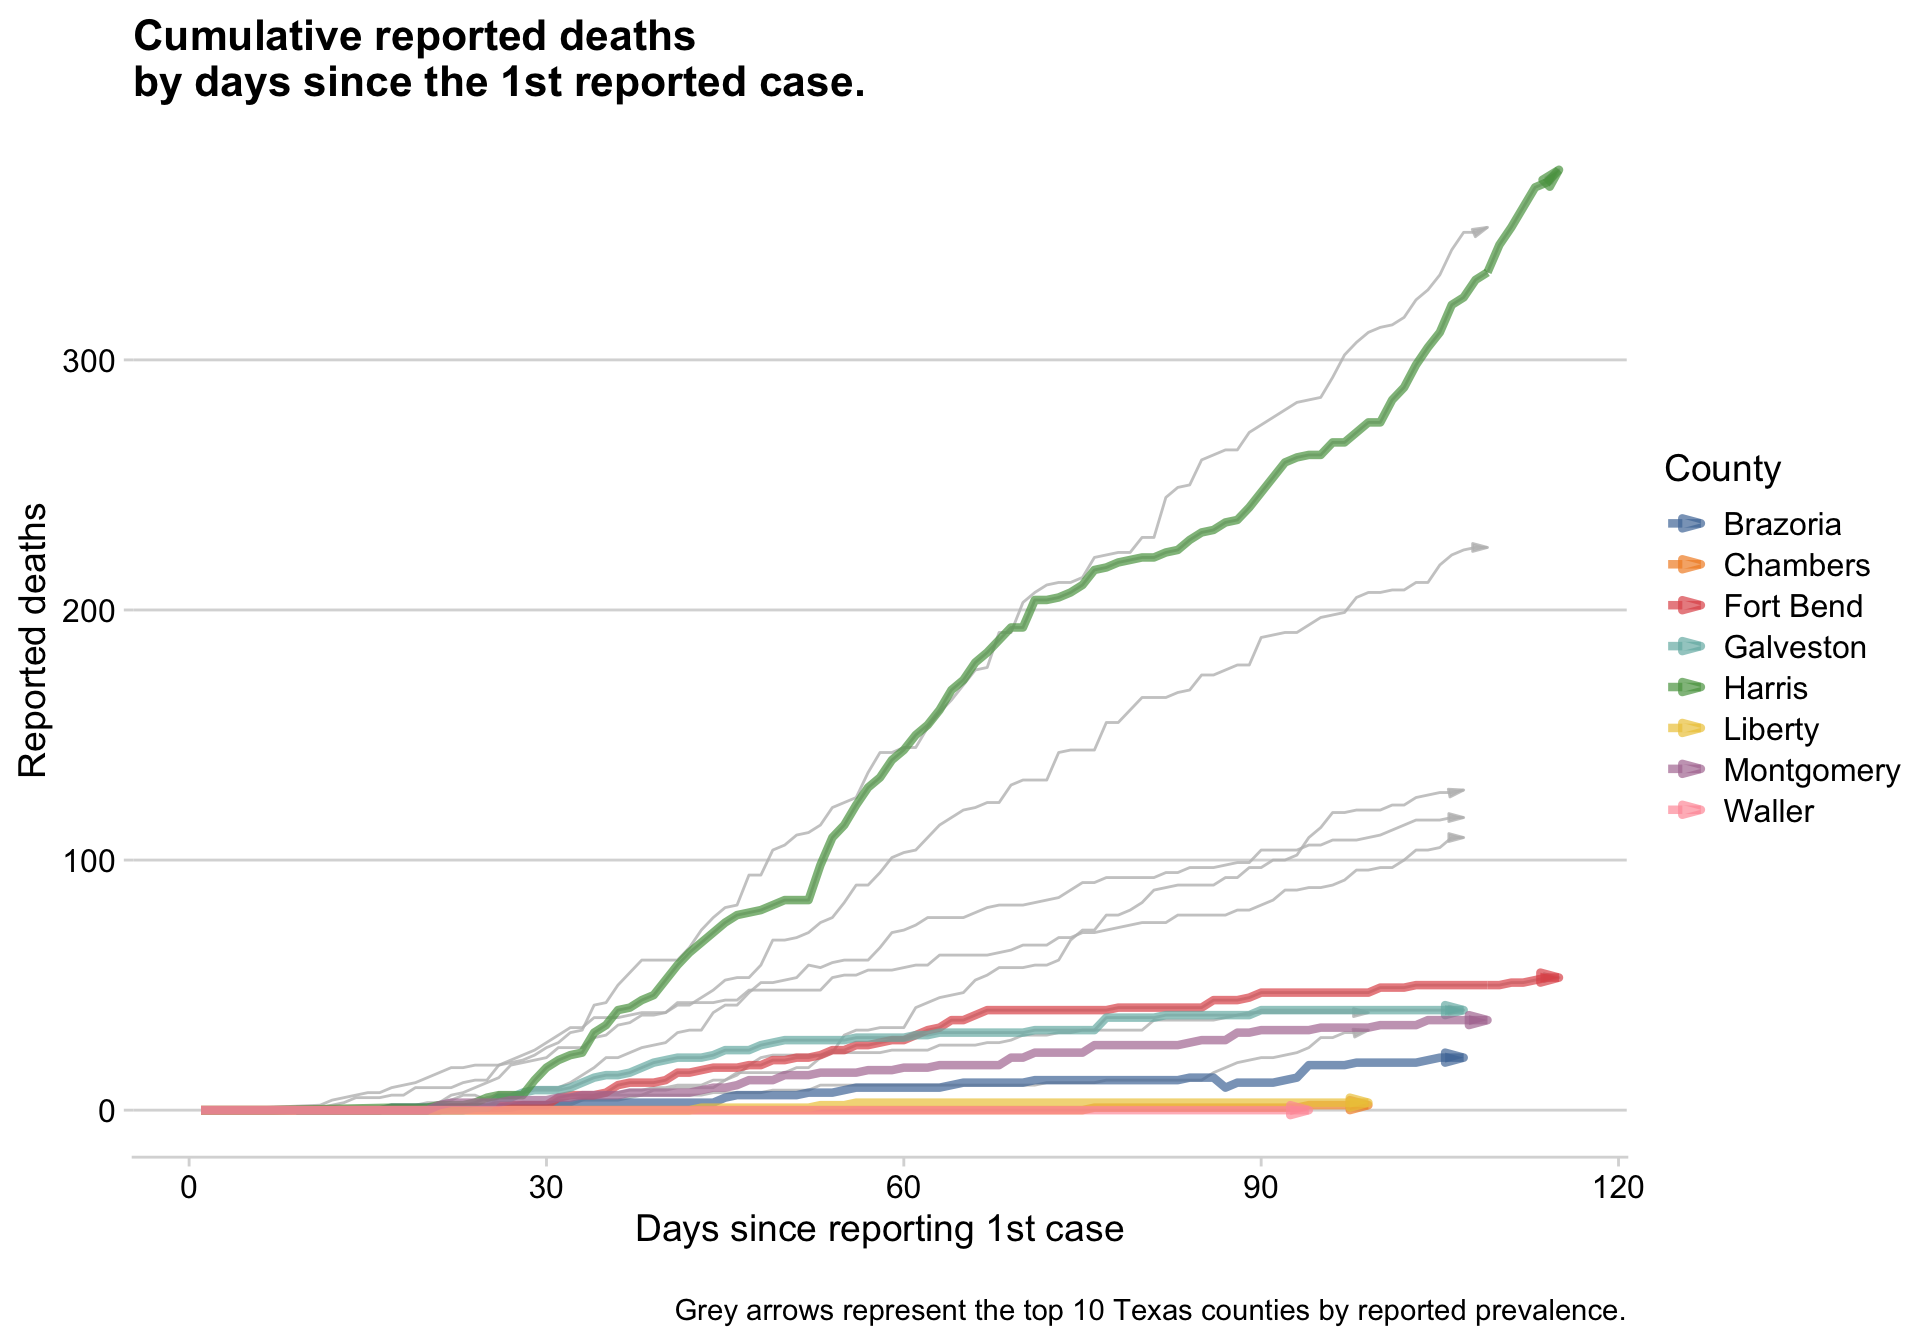 Cumulative reported deaths
by days since the 1st reported case.
300
200
100
0
Reported deaths
0
30
60
90
120
Days since reporting 1st case
County
Brazoria
Chambers
Fort Bend
Galveston
Harris
Liberty
Montgomery
Waller
Grey arrows represent the top 10 Texas counties by reported prevalence.